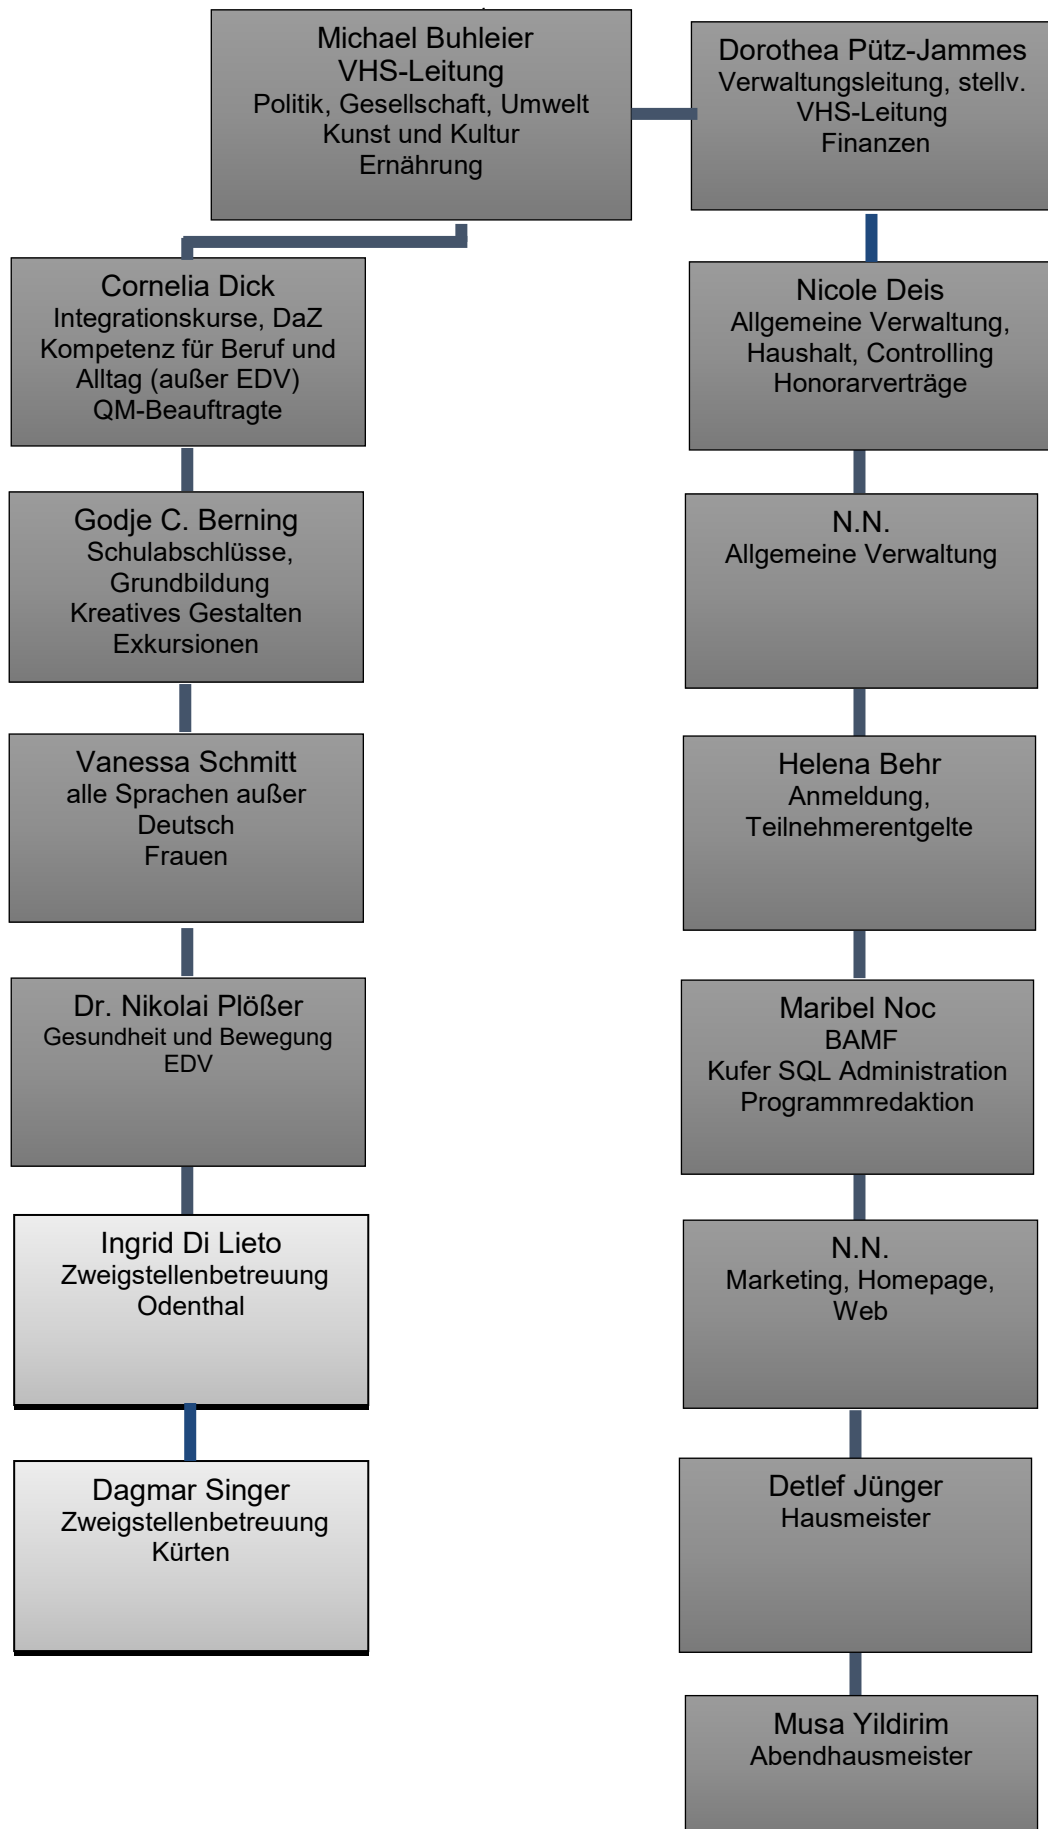 Michael Buhleier
VHS-Leitung
Politik, Gesellschaft, Umwelt
Kunst und Kultur
Ernährung
Dorothea Pütz-Jammes
Verwaltungsleitung, stellv.
VHS-Leitung
Finanzen
Cornelia Dick
Integrationskurse, DaZ
Kompetenz für Beruf und
Alltag (außer EDV)
QM-Beauftragte
Nicole Deis
Allgemeine Verwaltung,
Haushalt, Controlling
Honorarverträge
Godje C. Berning
Schulabschlüsse,
Grundbildung
Kreatives Gestalten
Exkursionen
N.N.
Allgemeine Verwaltung
Vanessa Schmitt
alle Sprachen außer
Deutsch
Frauen
Helena Behr
Anmeldung,
Teilnehmerentgelte
Dr. Nikolai Plößer
Gesundheit und Bewegung
EDV
Maribel Noc
BAMF
Kufer SQL Administration
Programmredaktion
Ingrid Di Lieto
Zweigstellenbetreuung
Odenthal
N.N.
Marketing, Homepage,
Web
Dagmar Singer
Zweigstellenbetreuung
Kürten
Detlef Jünger
Hausmeister
Musa Yildirim
Abendhausmeister